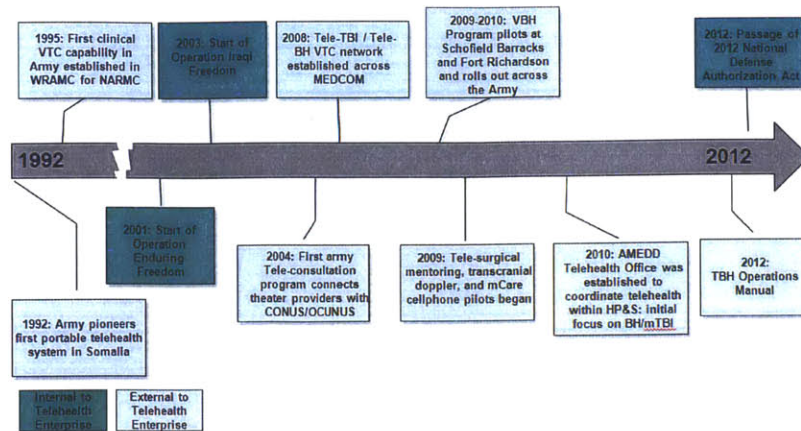 1995: First clinical
VTC capability in
Army established in
WRAMC for NARMC
2003: Start of
Operation Iraqi
Freedom
2008: Tele-TBI / Tele-
BH VTC network
established across
MEDCOM
2009-2010: VBH
Program pilots at
Schofield Barracks
and Fort Richardson
and rolls out across
the Army
2012: Passage of
2012 National
Defense
Authorization Act
1992
2012
2001: Start of
Operation
Enduring
Freedom
2004: First army
Tele-consultation
program connects
theater providers with
CONUS/OCUNUS
2009: Tele-surgical
mentoring, transcranial
doppler, and mCare
cellphone pilots began
2010: AMEDD
Telehealth Office was
established to
coordinate telehealth
within HP&S: initial
focus on BH/mTBI
2012:
TBH Operations
Manual
1992: Army pioneers
first portable telehealth
system in Somalia
Internal to
Telehealth
Enterprise
External to
Telehealth
Enterprise